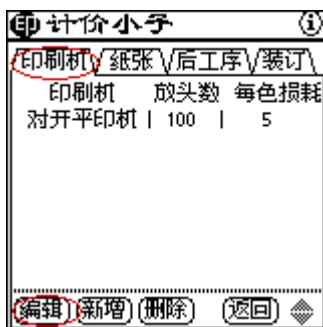 印 计价小子 i
印刷机 纸张 后工序 装订
印刷机 放头数 每色损耗
对开平印机 | 100 | 5
编辑 新增 删除 返回